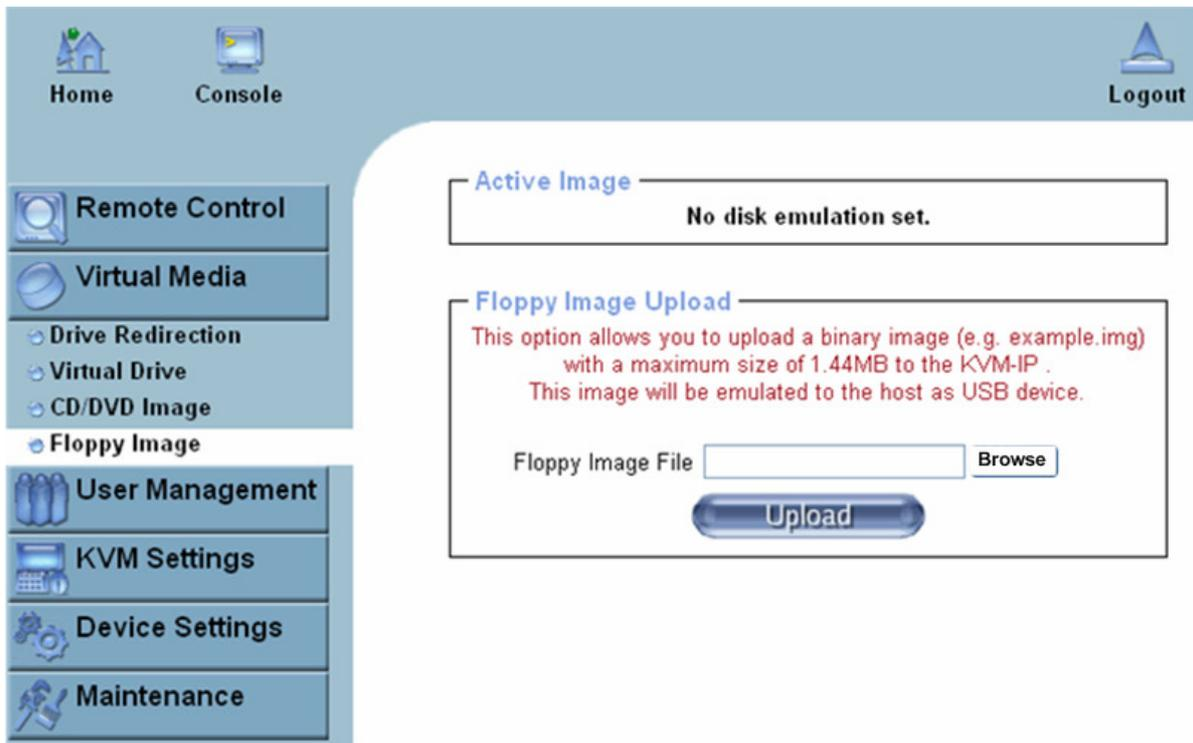 Home
Console
Logout
Remote Control
Virtual Media
Drive Redirection
Virtual Drive
CD/DVD Image
Floppy Image
User Management
KVM Settings
Device Settings
Maintenance
Active Image
No disk emulation set.
Floppy Image Upload
This option allows you to upload a binary image (e.g. example.img)
with a maximum size of 1.44MB to the KVM-IP .
This image will be emulated to the host as USB device.
Floppy Image File
Browse
Upload